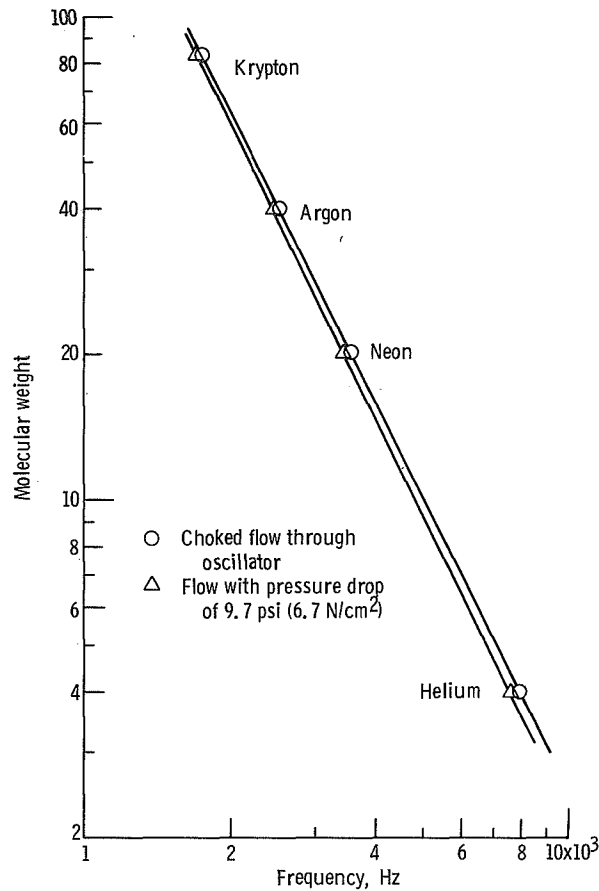 100
80
Krypton
60
40
Argon
20
Neon
Molecular weight
10
8
6
4
2
Choked flow through
oscillator
Flow with pressure drop
of 9.7 psi (6.7 N/cm²)
Helium
1 2 4 6 8 10x10³
Frequency, Hz